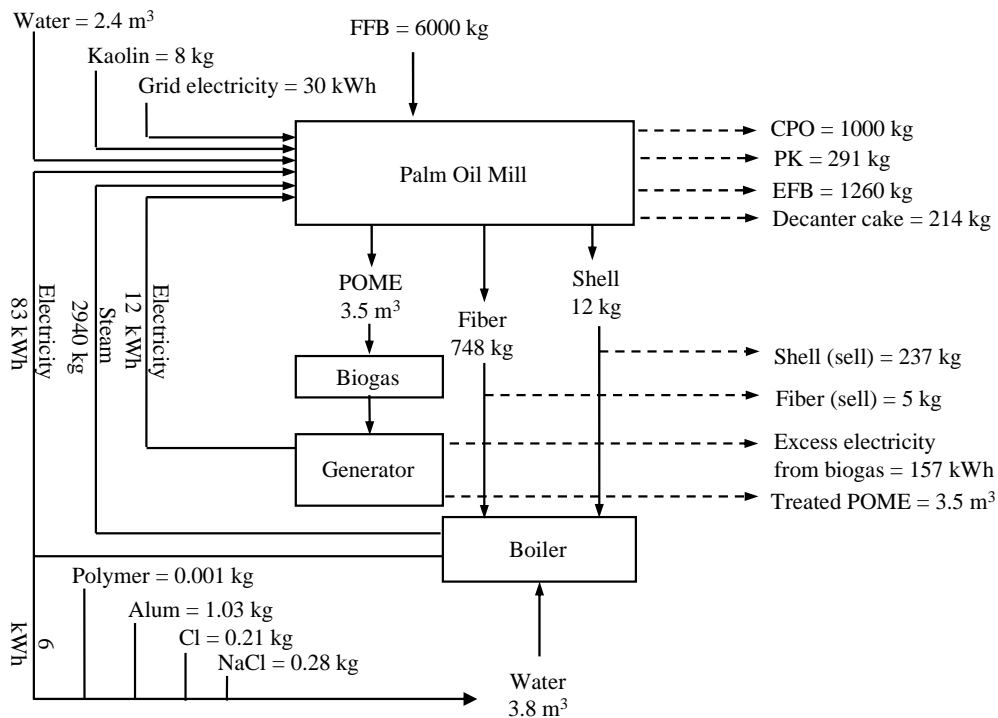 Water = 2.4 m³
FFB = 6000 kg
Kaolin = 8 kg
Grid electricity = 30 kWh
Palm Oil Mill
CPO = 1000 kg
PK = 291 kg
EFB = 1260 kg
Decanter cake = 214 kg
Electricity
83 kWh
Steam
2940 kg
Electricity
12 kWh
POME
3.5 m³
Fiber
748 kg
Shell
12 kg
Biogas
Generator
Boiler
Shell (sell) = 237 kg
Fiber (sell) = 5 kg
Excess electricity
from biogas = 157 kWh
Treated POME = 3.5 m³
Polymer = 0.001 kg
Alum = 1.03 kg
Cl = 0.21 kg
NaCl = 0.28 kg
6
kWh
Water
3.8 m³